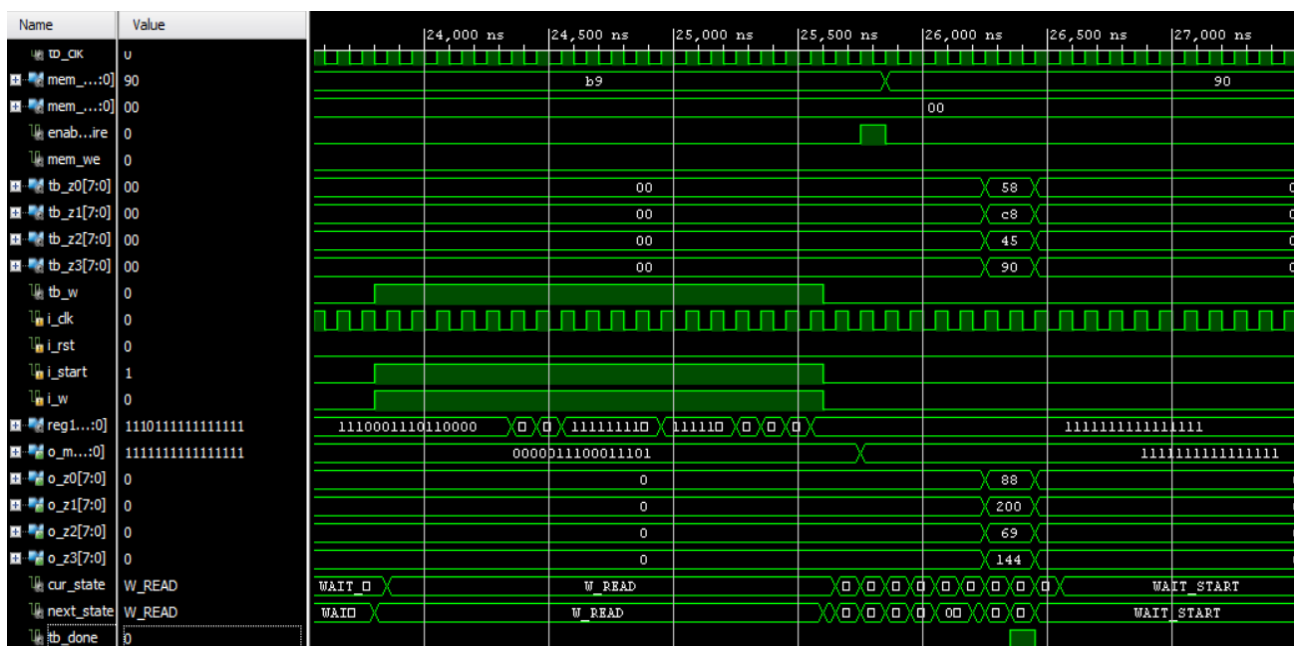 Name Value
24,000 ns 24,500 ns 25,000 ns 25,500 ns 26,000 ns 26,500 ns 27,000 ns
tb_clk 0
mem_...:0] 90 b9 90
mem_...:0] 00 00
enab...ire 0
mem_we 0
tb_z0[7:0] 00 00 58
tb_z1[7:0] 00 00 c8
tb_z2[7:0] 00 00 45
tb_z3[7:0] 00 00 90
tb_w 0
i_clk 0
i_rst 0
i_start 1
i_w 0
reg1...:0] 1110111111111111 1110001110110000 1111111111111111
o_m...:0] 1111111111111111 0000011100011101 1111111111111111
o_z0[7:0] 0 0 88
o_z1[7:0] 0 0 200
o_z2[7:0] 0 0 69
o_z3[7:0] 0 0 144
cur_state W_READ WAIT_ W_READ WAIT_START
next_state W_READ WAI W_READ WAIT_START
tb_done 0